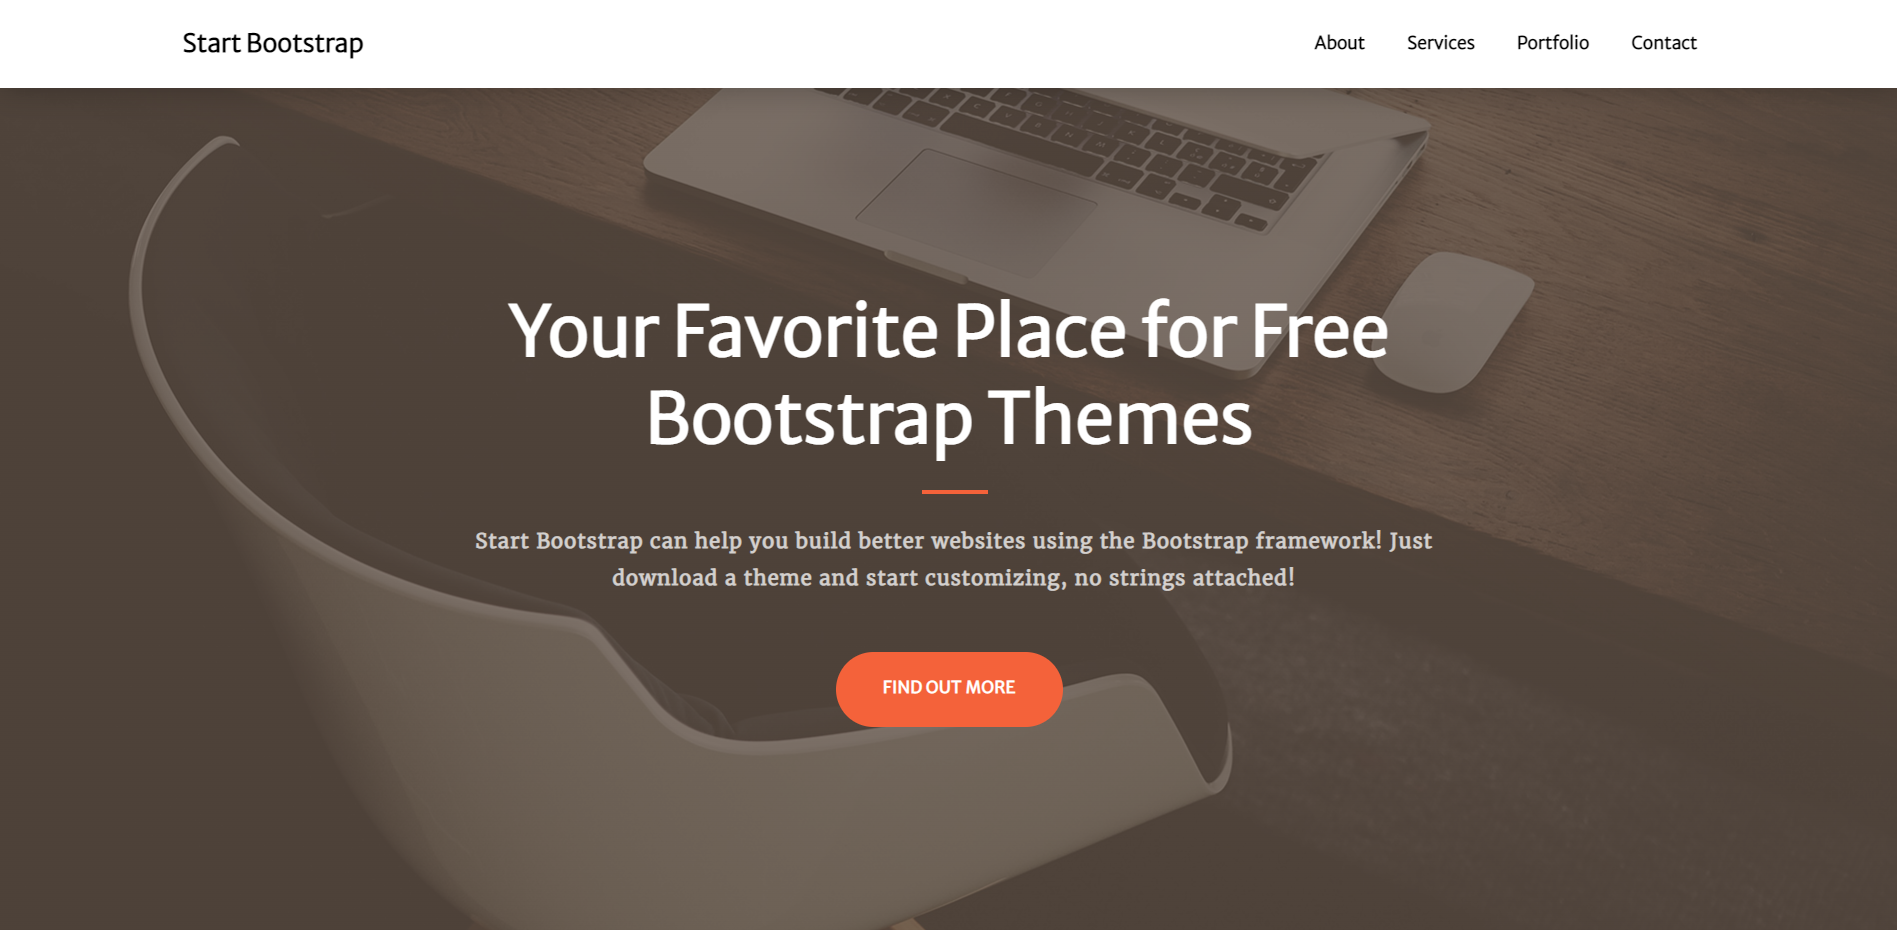 Start Bootstrap
About Services Portfolio Contact
Your Favorite Place for Free
Bootstrap Themes
Start Bootstrap can help you build better websites using the Bootstrap framework! Just
download a theme and start customizing, no strings attached!
FIND OUT MORE